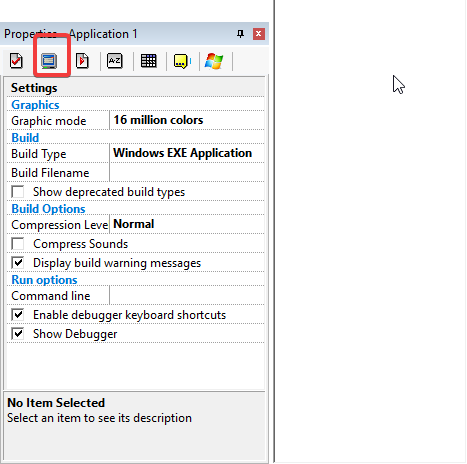 Properties - Application 1
A-Z
Settings
Graphics
Graphic mode 16 million colors
Build
Build Type Windows EXE Application
Build Filename
Show deprecated build types
Build Options
Compression Leve Normal
Compress Sounds
Display build warning messages
Run options
Command line
Enable debugger keyboard shortcuts
Show Debugger
No Item Selected
Select an item to see its description